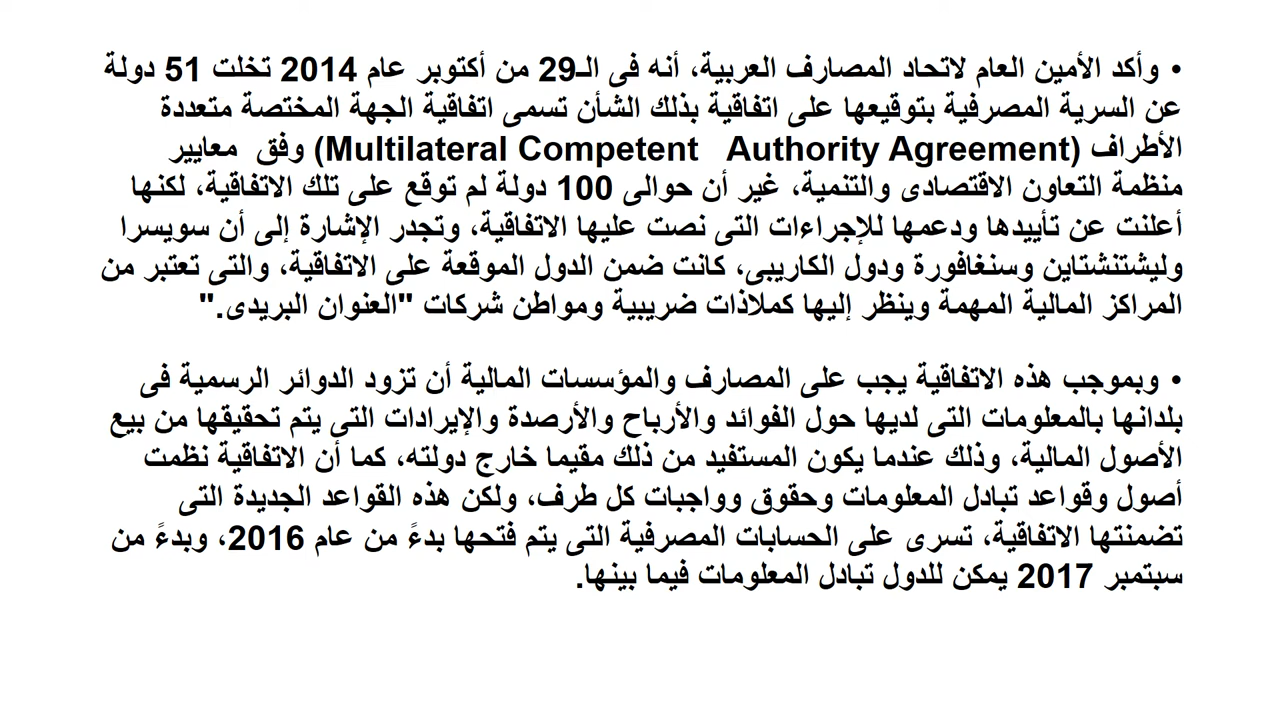 • وأكد الأمين العام لاتحاد المصارف العربية، أنه فى الـ29 من أكتوبر عام 2014 تخلت 51 دولة
عن السرية المصرفية بتوقيعها على اتفاقية بذلك الشأن تسمى اتفاقية الجهة المختصة متعددة
الأطراف (Multilateral Competent Authority Agreement) وفق معايير
منظمة التعاون الاقتصادى والتنمية، غير أن حوالى 100 دولة لم توقع على تلك الاتفاقية، لكنها
أعلنت عن تأييدها ودعمها للإجراءات التى نصت عليها الاتفاقية، وتجدر الإشارة إلى أن سويسرا
وليشتنشتاين وسنغافورة ودول الكاريبى، كانت ضمن الدول الموقعة على الاتفاقية، والتى تعتبر من
المراكز المالية المهمة وينظر إليها كملاذات ضريبية ومواطن شركات "العنوان البريدى."
• وبموجب هذه الاتفاقية يجب على المصارف والمؤسسات المالية أن تزود الدوائر الرسمية فى
بلدانها بالمعلومات التى لديها حول الفوائد والأرباح والأرصدة والإيرادات التى يتم تحقيقها من بيع
الأصول المالية، وذلك عندما يكون المستفيد من ذلك مقيما خارج دولته، كما أن الاتفاقية نظمت
أصول وقواعد تبادل المعلومات وحقوق وواجبات كل طرف، ولكن هذه القواعد الجديدة التى
تضمنتها الاتفاقية، تسرى على الحسابات المصرفية التى يتم فتحها بدءً من عام 2016، وبدءً من
سبتمبر 2017 يمكن للدول تبادل المعلومات فيما بينها.